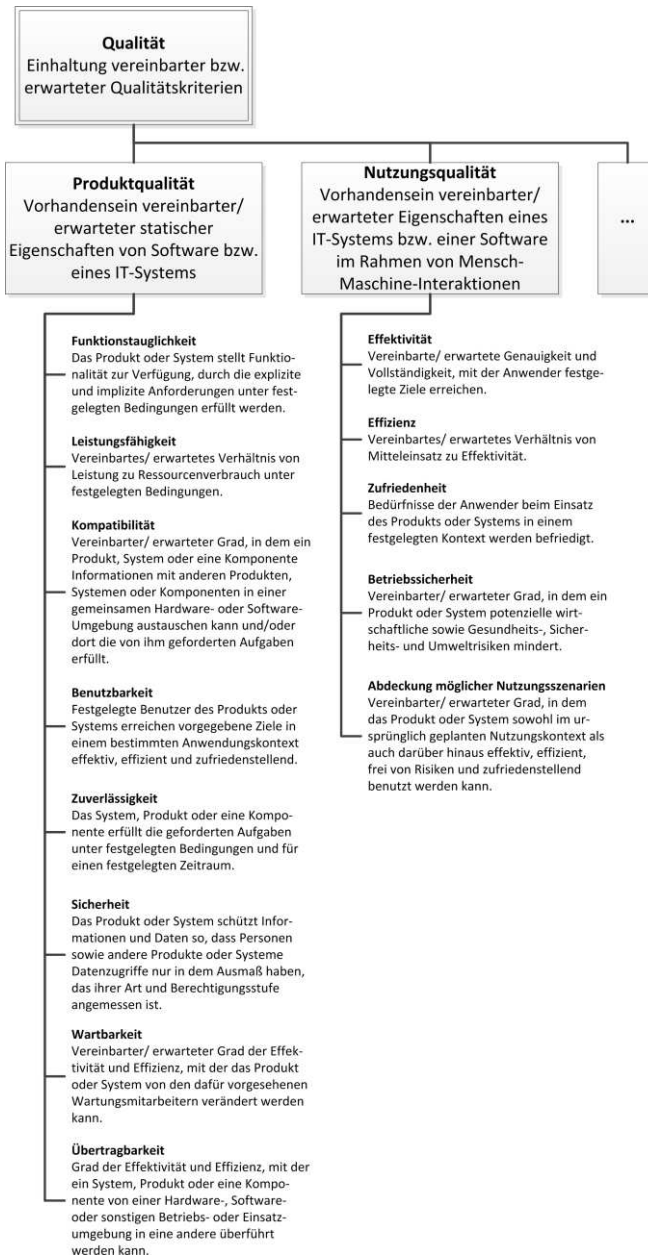 Qualität
Einhaltung vereinbarter bzw.
erwarteter Qualitätskriterien
Produktqualität
Vorhandensein vereinbarter/
erwarteter statischer
Eigenschaften von Software bzw.
eines IT-Systems
Nutzungsqualität
Vorhandensein vereinbarter/
erwarteter Eigenschaften eines
IT-Systems bzw. einer Software
im Rahmen von Mensch-
Maschine-Interaktionen
...
Funktionstauglichkeit
Das Produkt oder System stellt Funktio-
nalität zur Verfügung, durch die explizite
und implizite Anforderungen unter fest-
gelegten Bedingungen erfüllt werden.
Leistungsfähigkeit
Vereinbartes/ erwartetes Verhältnis von
Leistung zu Ressourcenverbrauch unter
festgelegten Bedingungen.
Kompatibilität
Vereinbarter/ erwarteter Grad, in dem ein
Produkt, System oder eine Komponente
Informationen mit anderen Produkten,
Systemen oder Komponenten in einer
gemeinsamen Hardware- oder Software-
Umgebung austauschen kann und/oder
dort die von ihm geforderten Aufgaben
erfüllt.
Benutzbarkeit
Festgelegte Benutzer des Produkts oder
Systems erreichen vorgegebene Ziele in
einem bestimmten Anwendungskontext
effektiv, effizient und zufriedenstellend.
Zuverlässigkeit
Das System, Produkt oder eine Kompo-
nente erfüllt die geforderten Aufgaben
unter festgelegten Bedingungen und für
einen festgelegten Zeitraum.
Sicherheit
Das Produkt oder System schützt Infor-
mationen und Daten so, dass Personen
sowie andere Produkte oder Systeme
Datenzugriffe nur in dem Ausmaß haben,
das ihrer Art und Berechtigungsstufe
angemessen ist.
Wartbarkeit
Vereinbarter/ erwarteter Grad der Effek-
tivität und Effizienz, mit der das Produkt
oder System von den dafür vorgesehenen
Wartungsmitarbeitern verändert werden
kann.
Übertragbarkeit
Grad der Effektivität und Effizienz, mit der
ein System, Produkt oder eine Kompo-
nente von einer Hardware-, Software-
oder sonstigen Betriebs- oder Einsatz-
umgebung in eine andere überführt
werden kann.
Effektivität
Vereinbarte/ erwartete Genauigkeit und
Vollständigkeit, mit der Anwender festge-
legte Ziele erreichen.
Effizienz
Vereinbartes/ erwartetes Verhältnis von
Mitteleinsatz zu Effektivität.
Zufriedenheit
Bedürfnisse der Anwender beim Einsatz
des Produkts oder Systems in einem
festgelegten Kontext werden befriedigt.
Betriebssicherheit
Vereinbarter/ erwarteter Grad, in dem ein
Produkt oder System potenzielle wirt-
schaftliche sowie Gesundheits-, Sicher-
heits- und Umweltrisiken mindert.
Abdeckung möglicher Nutzungsszenarien
Vereinbarter/ erwarteter Grad, in dem
das Produkt oder System sowohl im ur-
sprünglich geplanten Nutzungskontext als
auch darüber hinaus effektiv, effizient,
frei von Risiken und zufriedenstellend
benutzt werden kann.